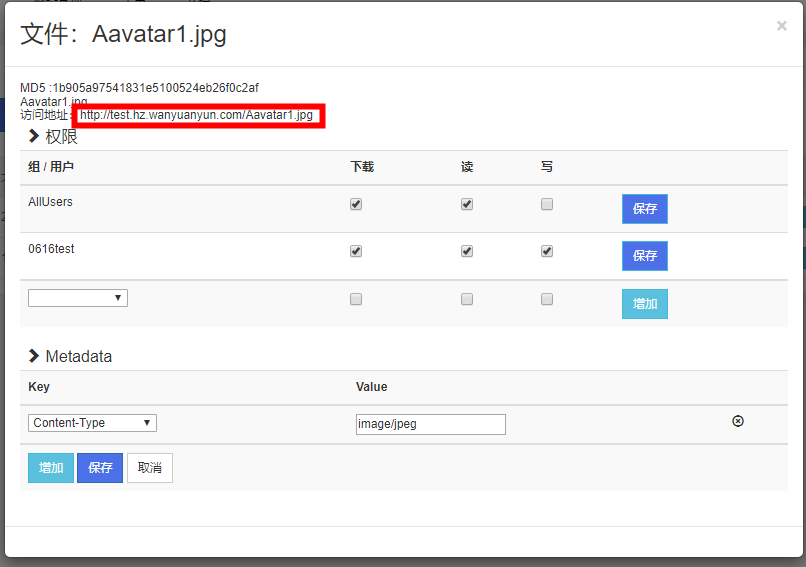 文件：Aavatar1.jpg
×
MD5 :1b905a97541831e5100524eb26f0c2af
Aavatar1.jpg
访问地址：http://test.hz.wanyuanyun.com/Aavatar1.jpg
权限
组 / 用户 下载 读 写
AllUsers 保存
0616test 保存
增加
Metadata
Key Value
Content-Type image/jpeg
增加 保存 取消